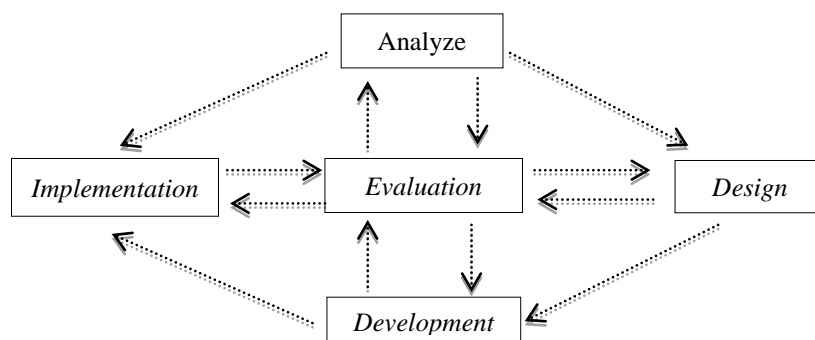 Analyze
Implementation
Evaluation
Design
Development